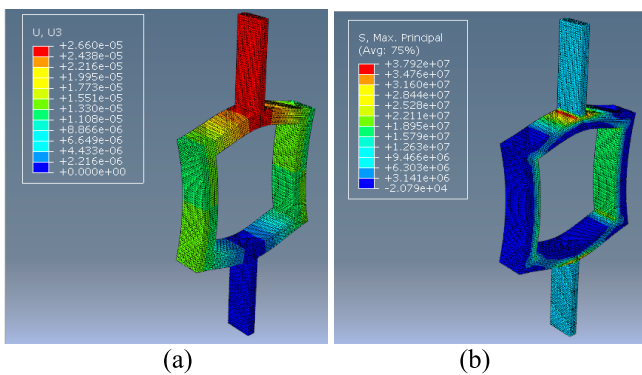 U, U3
+2.660e-05
+2.438e-05
+2.216e-05
+1.995e-05
+1.773e-05
+1.551e-05
+1.330e-05
+1.108e-05
+8.866e-06
+6.649e-06
+4.433e-06
+2.216e-06
+0.000e+00
S, Max. Principal
(Avg: 75%)
+3.792e+07
+3.476e+07
+3.160e+07
+2.844e+07
+2.528e+07
+2.211e+07
+1.895e+07
+1.579e+07
+1.263e+07
+9.466e+06
+6.303e+06
+3.141e+06
-2.079e+04
(a)
(b)